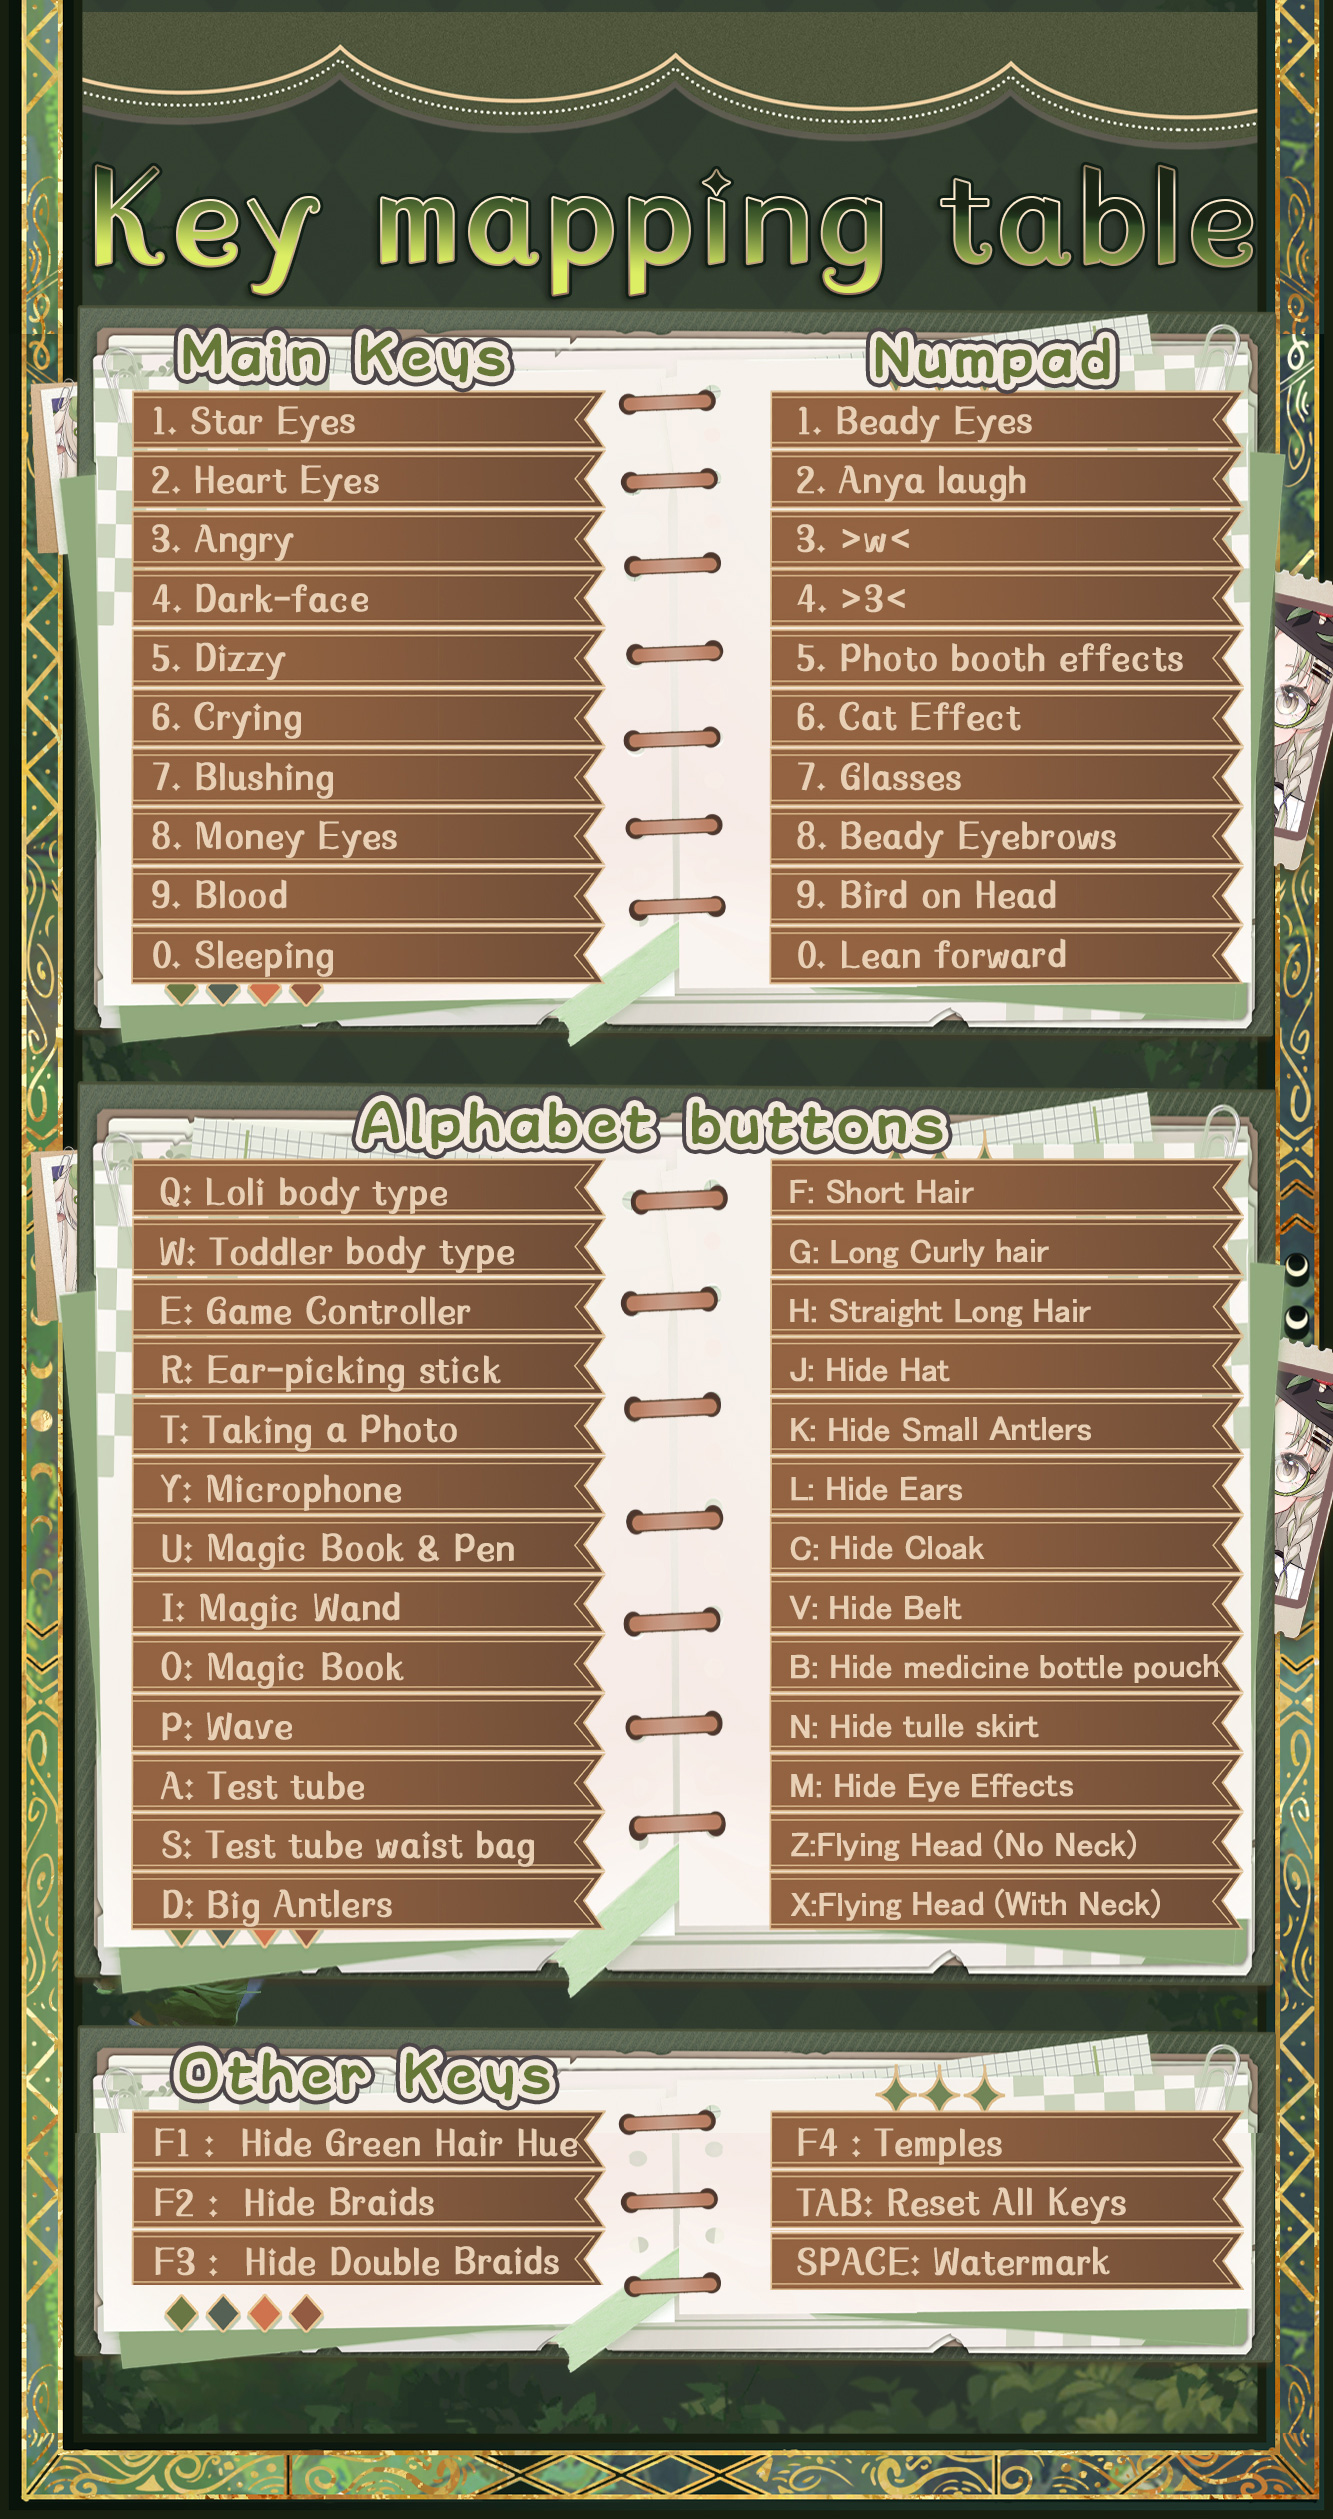 Key mapping table
Main Keys
1. Star Eyes
2. Heart Eyes
3. Angry
4. Dark-face
5. Dizzy
6. Crying
7. Blushing
8. Money Eyes
9. Blood
0. Sleeping
Numpad
1. Beady Eyes
2. Anya laugh
3. >w<
4. >3<
5. Photo booth effects
6. Cat Effect
7. Glasses
8. Beady Eyebrows
9. Bird on Head
0. Lean forward
Alphabet buttons
Q: Loli body type
W: Toddler body type
E: Game Controller
R: Ear-picking stick
T: Taking a Photo
Y: Microphone
U: Magic Book & Pen
I: Magic Wand
O: Magic Book
P: Wave
A: Test tube
S: Test tube waist bag
D: Big Antlers
F: Short Hair
G: Long Curly hair
H: Straight Long Hair
J: Hide Hat
K: Hide Small Antlers
L: Hide Ears
C: Hide Cloak
V: Hide Belt
B: Hide medicine bottle pouch
N: Hide tulle skirt
M: Hide Eye Effects
Z:Flying Head (No Neck)
X:Flying Head (With Neck)
Other Keys
F1 : Hide Green Hair Hue
F2 : Hide Braids
F3 : Hide Double Braids
F4 : Temples
TAB: Reset All Keys
SPACE: Watermark